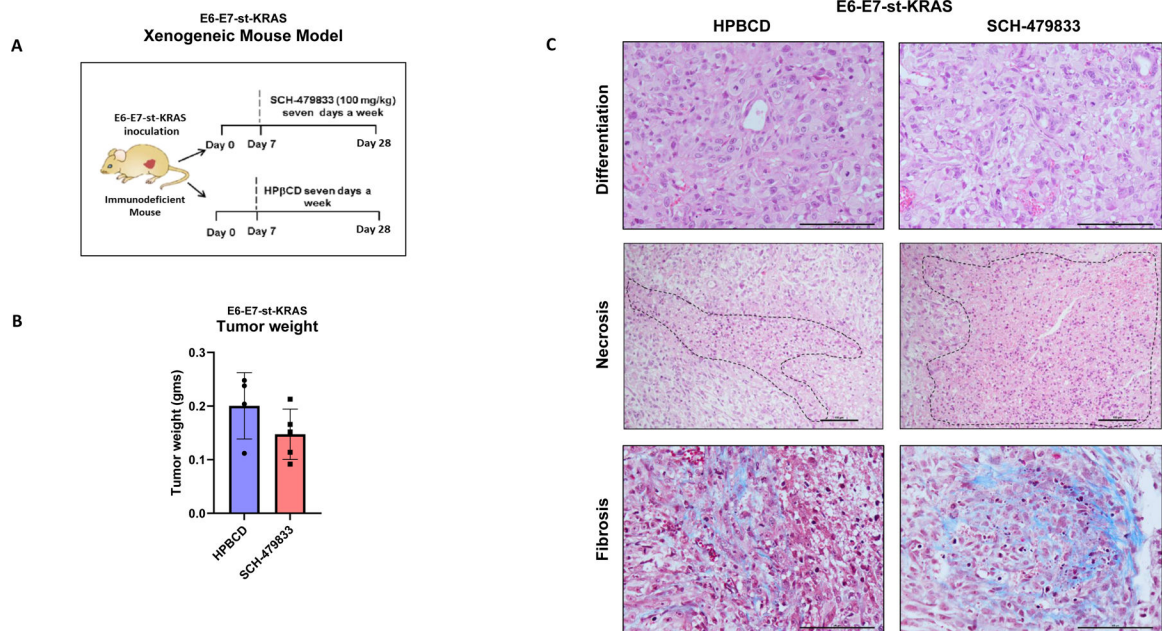 A
E6-E7-st-KRAS
Xenogeneic Mouse Model
E6-E7-st-KRAS
inoculation
Immunodeficient
Mouse
SCH-479833 (100 mg/kg)
seven days a week
Day 0 Day 7 Day 28
HPβCD seven days a
week
Day 0 Day 7 Day 28
B
E6-E7-st-KRAS
Tumor weight
Tumor weight (gms)
0.3
0.2
0.1
0.0
HPBCD
SCH-479833
C
E6-E7-st-KRAS
HPBCD SCH-479833
Differentiation
Necrosis
Fibrosis